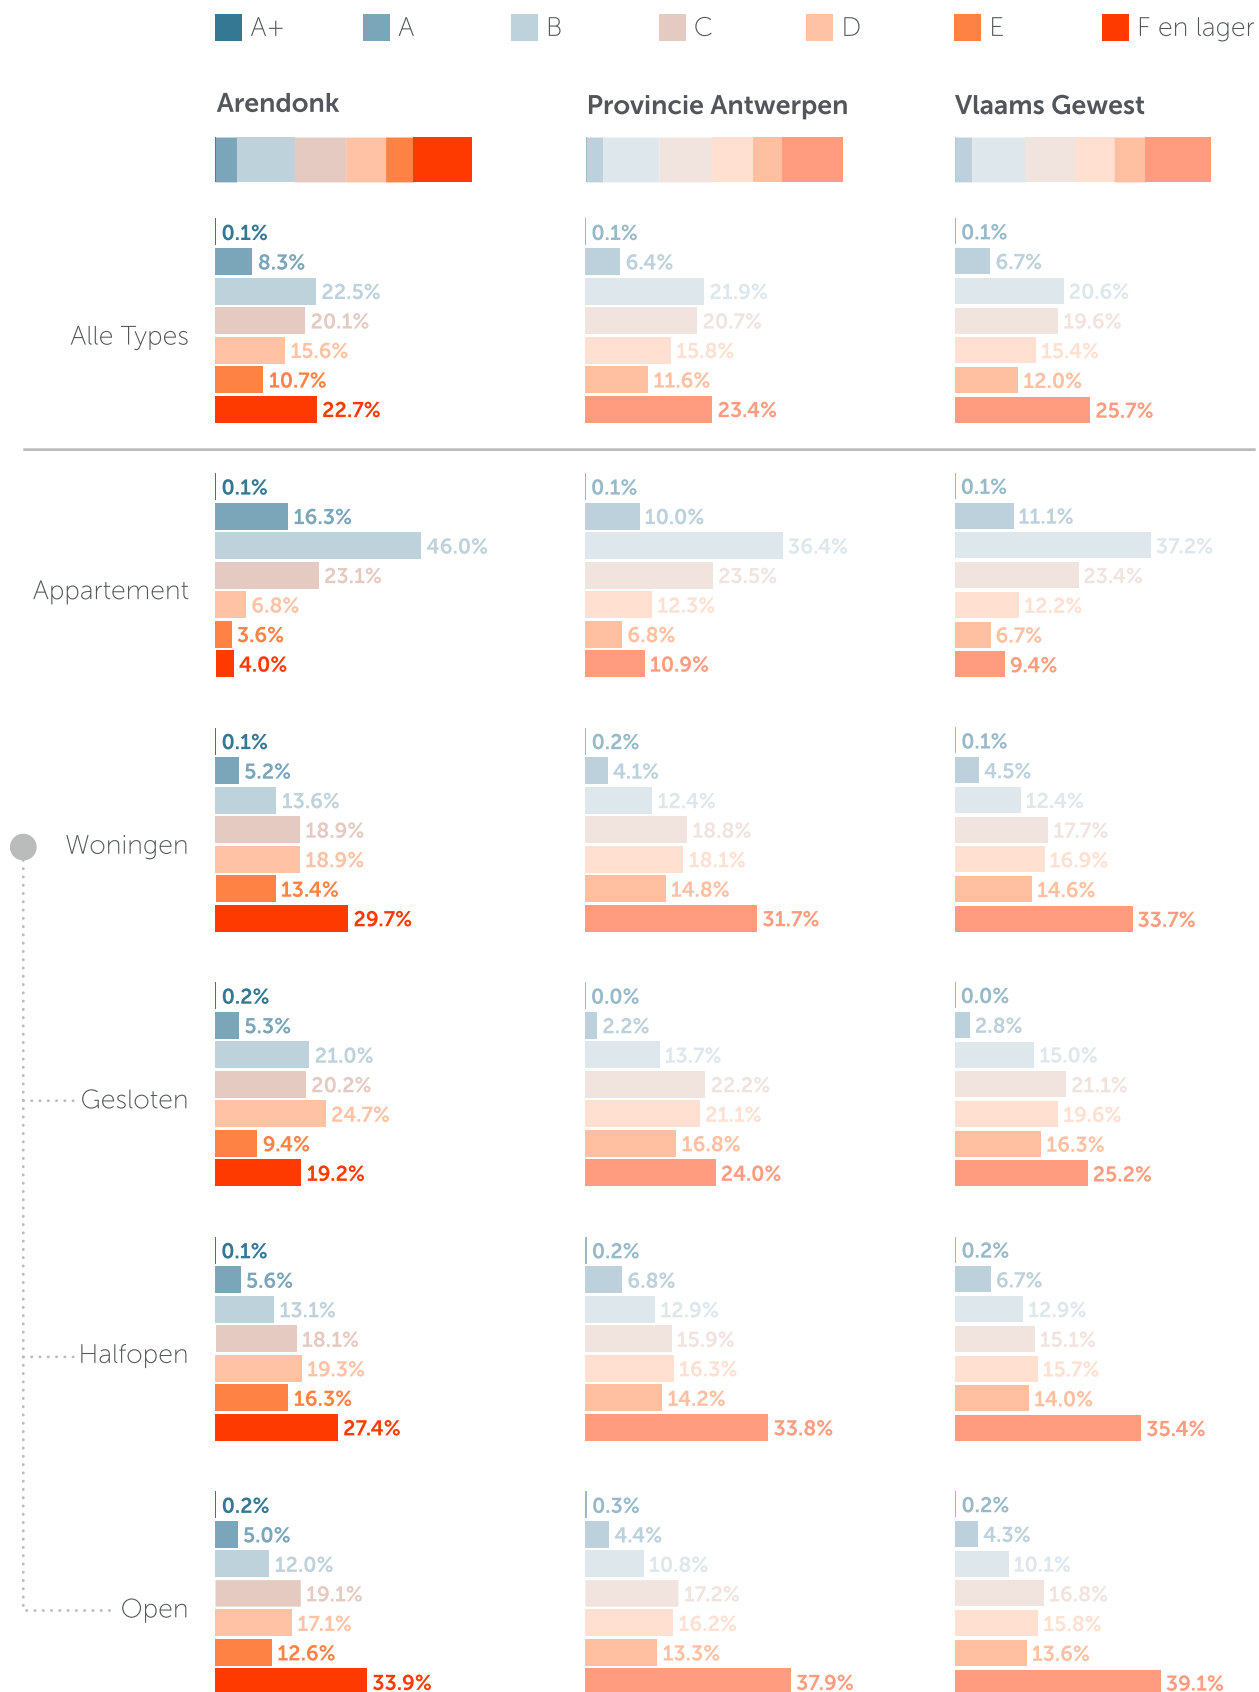 A+ A B C D E F en lager
Arendonk Provincie Antwerpen Vlaams Gewest
Alle Types
0.1% 0.1% 0.1%
8.3% 6.4% 6.7%
22.5% 21.9% 20.6%
20.1% 20.7% 19.6%
15.6% 15.8% 15.4%
10.7% 11.6% 12.0%
22.7% 23.4% 25.7%
Appartement
0.1% 0.1% 0.1%
16.3% 10.0% 11.1%
46.0% 36.4% 37.2%
23.1% 23.5% 23.4%
6.8% 12.3% 12.2%
3.6% 6.8% 6.7%
4.0% 10.9% 9.4%
Woningen
0.1% 0.2% 0.1%
5.2% 4.1% 4.5%
13.6% 12.4% 12.4%
18.9% 18.8% 17.7%
18.9% 18.1% 16.9%
13.4% 14.8% 14.6%
29.7% 31.7% 33.7%
Gesloten
0.2% 0.0% 0.0%
5.3% 2.2% 2.8%
21.0% 13.7% 15.0%
20.2% 22.2% 21.1%
24.7% 21.1% 19.6%
9.4% 16.8% 16.3%
19.2% 24.0% 25.2%
Halfopen
0.1% 0.2% 0.2%
5.6% 6.8% 6.7%
13.1% 12.9% 12.9%
18.1% 15.9% 15.1%
19.3% 16.3% 15.7%
16.3% 14.2% 14.0%
27.4% 33.8% 35.4%
Open
0.2% 0.3% 0.2%
5.0% 4.4% 4.3%
12.0% 10.8% 10.1%
19.1% 17.2% 16.8%
17.1% 16.2% 15.8%
12.6% 13.3% 13.6%
33.9% 37.9% 39.1%